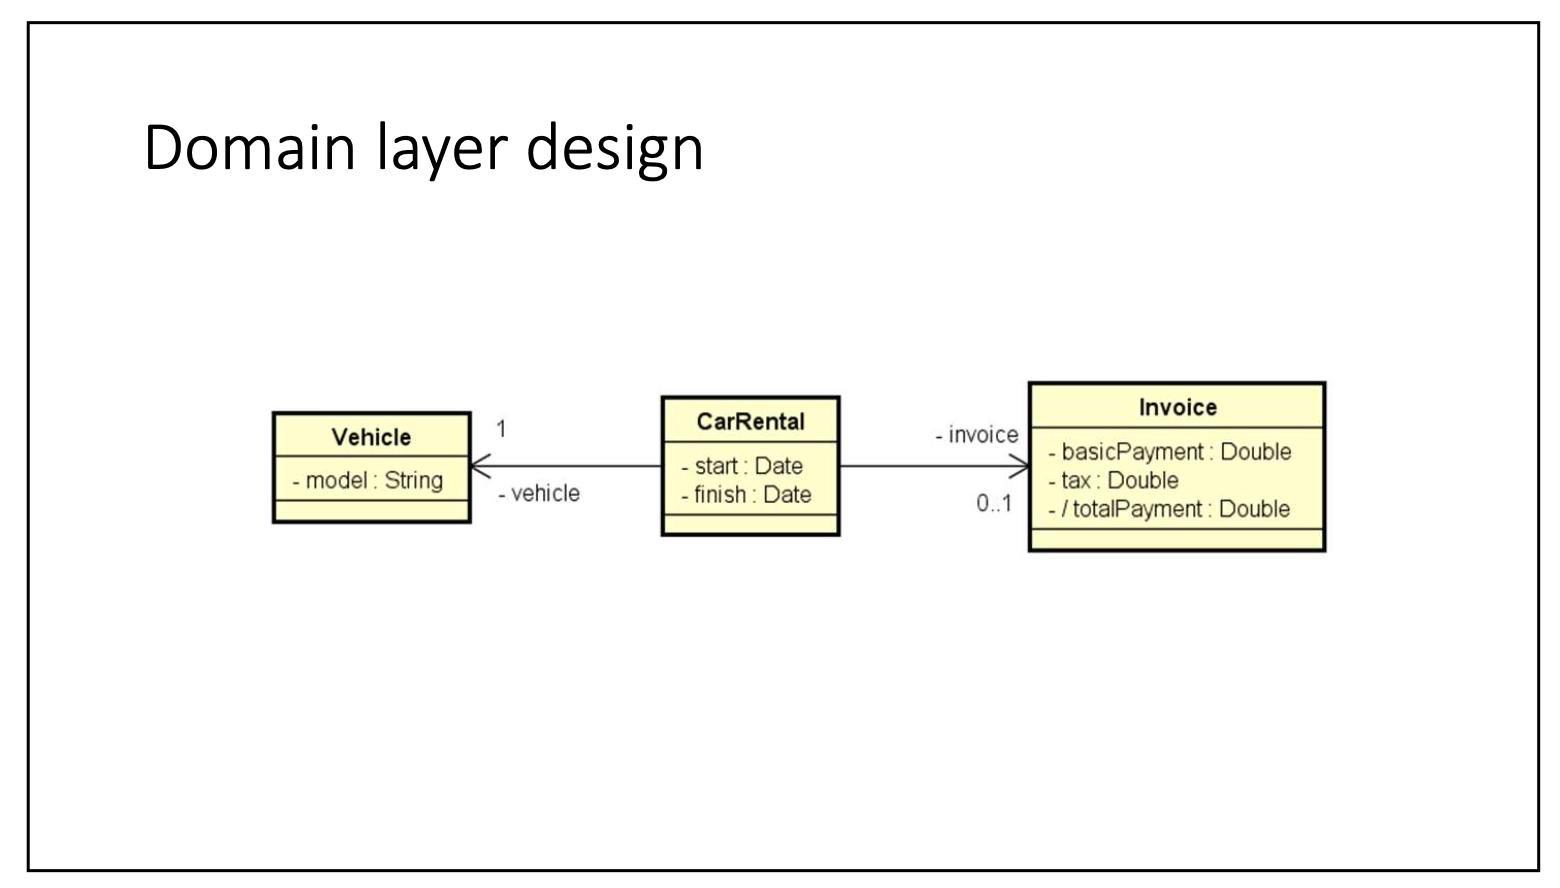 Domain layer design
Vehicle
- model : String
1
- vehicle
CarRental
- start : Date
- finish : Date
- invoice
0..1
Invoice
- basicPayment : Double
- tax : Double
- / totalPayment : Double